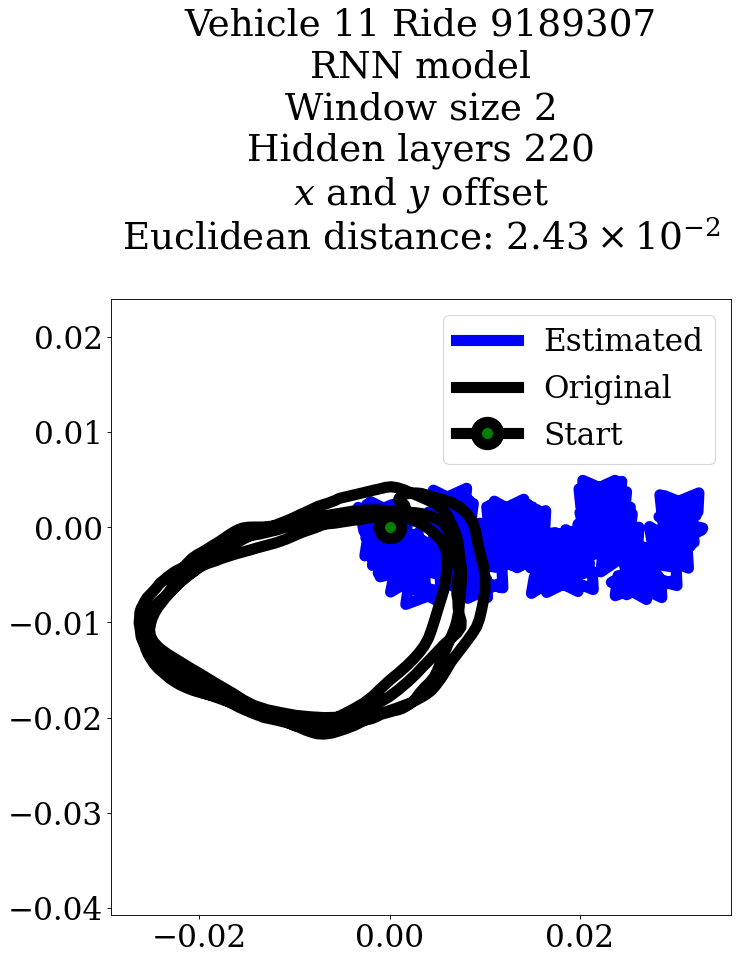 Vehicle 11 Ride 9189307
RNN model
Window size 2
Hidden layers 220
x and y offset
Euclidean distance: 2.43 × 10⁻²
Estimated
Original
Start
0.02
0.01
0.00
−0.01
−0.02
−0.03
−0.04
−0.02 0.00 0.02